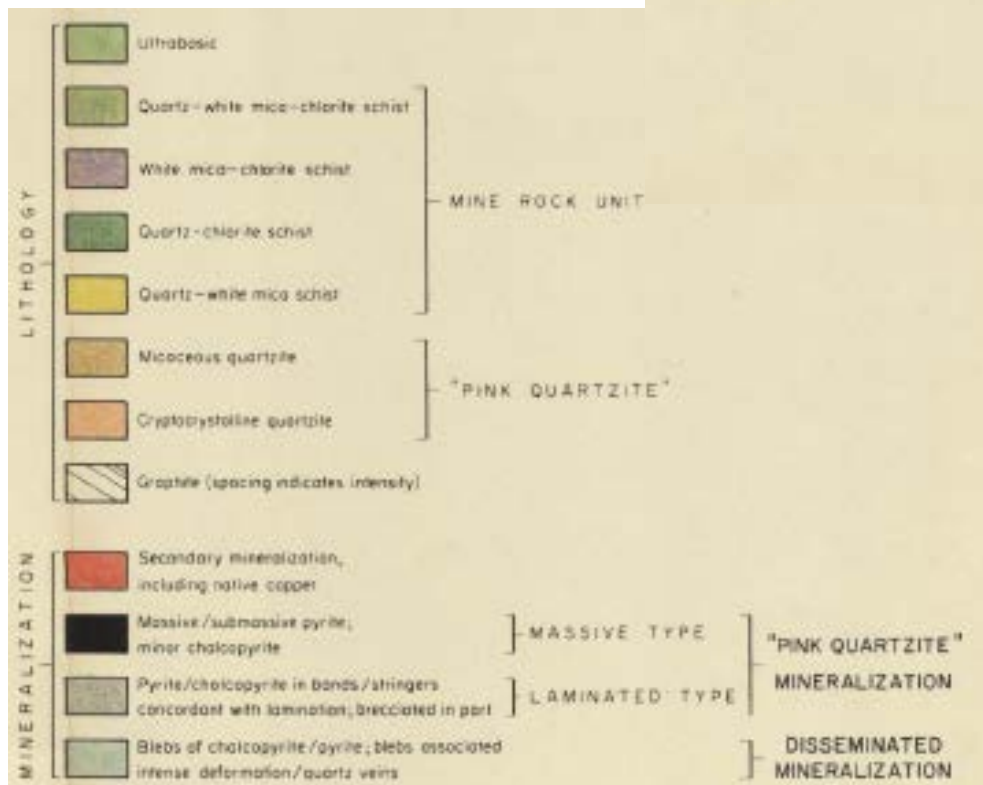 LITHOLOGY
Ultrabasic
Quartz-white mica-chlorite schist
White mica-chlorite schist
Quartz-chlorite schist
Quartz-white mica schist
MINE ROCK UNIT
Micaceous quartzite
Cryptocrystalline quartzite
"PINK QUARTZITE"
Graphite (spacing indicates intensity)
MINERALIZATION
Secondary mineralization,
including native copper
Massive/submassive pyrite;
minor chalcopyrite
MASSIVE TYPE
Pyrite/chalcopyrite in bands/stringers
concordant with lamination; brecciated in part
LAMINATED TYPE
"PINK QUARTZITE"
MINERALIZATION
Blebs of chalcopyrite/pyrite; blebs associated
intense deformation/quartz veins
DISSEMINATED
MINERALIZATION